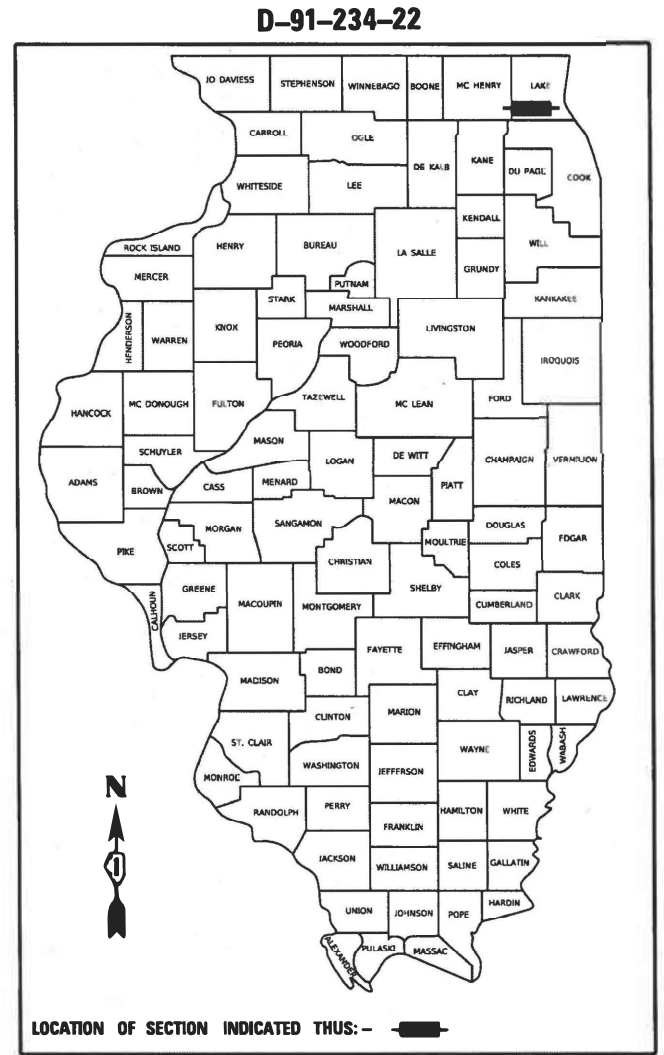 D-91-234-22
JO DAVIESS
STEPHENSON
WINNEBAGO
BOONE
MC HENRY
LAKE
CARROLL
OGLE
DE KALB
KANE
DU PAGE
COOK
WHITESIDE
LEE
KENDALL
WILL
ROCK ISLAND
HENRY
BUREAU
LA SALLE
GRUNDY
MERCER
PUTNAM
STARK
MARSHALL
KANKAKEE
HENDERSON
WARREN
KNOX
PEORIA
WOODFORD
LIVINGSTON
IROQUOIS
HANCOCK
MC DONOUGH
FULTON
TAZEWELL
MC LEAN
FORD
SCHUYLER
MASON
LOGAN
DE WITT
CHAMPAIGN
VERMILION
ADAMS
BROWN
CASS
MENARD
MACON
PIATT
PIKE
SCOTT
MORGAN
SANGAMON
CHRISTIAN
MOULTRIE
DOUGLAS
EDGAR
COLES
CALHOUN
GREENE
MACOUPIN
MONTGOMERY
SHELBY
CUMBERLAND
CLARK
JERSEY
FAYETTE
EFFINGHAM
JASPER
CRAWFORD
MADISON
BOND
CLAY
RICHLAND
LAWRENCE
CLINTON
MARION
ST. CLAIR
WAYNE
EDWARDS
WABASH
MONROE
WASHINGTON
JEFFERSON
RANDOLPH
PERRY
HAMILTON
WHITE
FRANKLIN
JACKSON
WILLIAMSON
SALINE
GALLATIN
UNION
JOHNSON
POPE
HARDIN
ALEXANDER
PULASKI
MASSAC
N
1
LOCATION OF SECTION INDICATED THUS:-